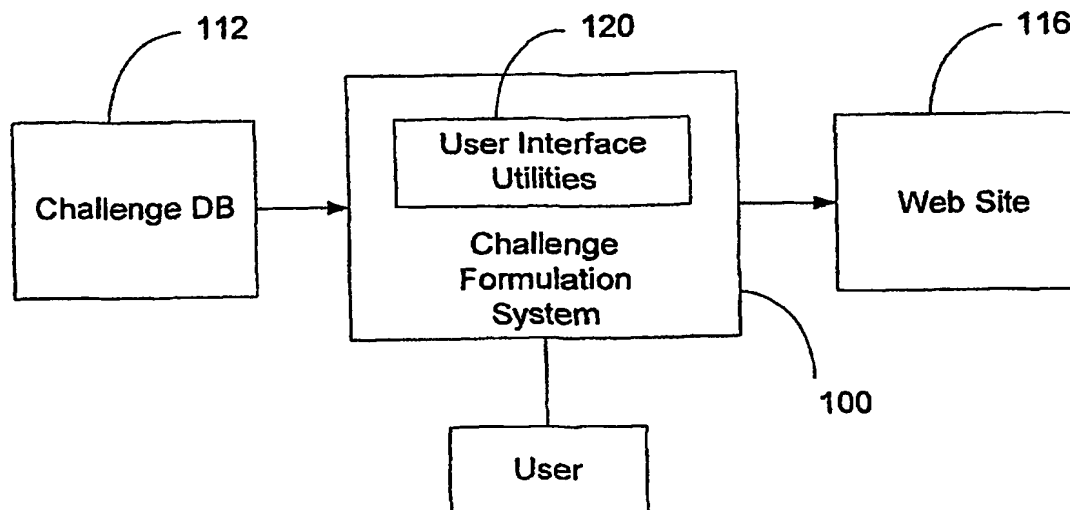 112
120
116
User Interface
Utilities
Challenge DB
Web Site
Challenge
Formulation
System
100
User